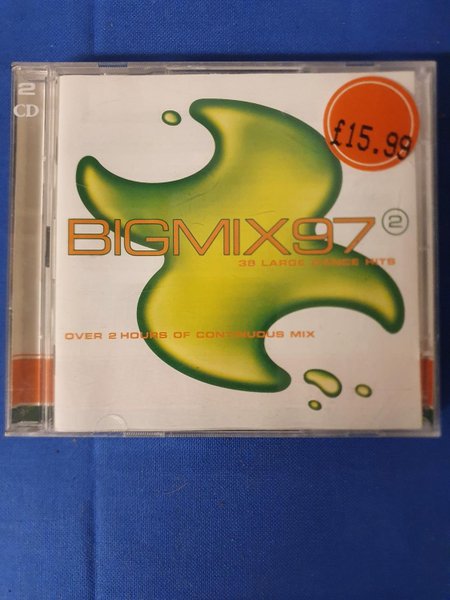 2
CD
£15.99
BIGMIX97 2
38 LARGE DANCE HITS
OVER 2 HOURS OF CONTINUOUS MIX